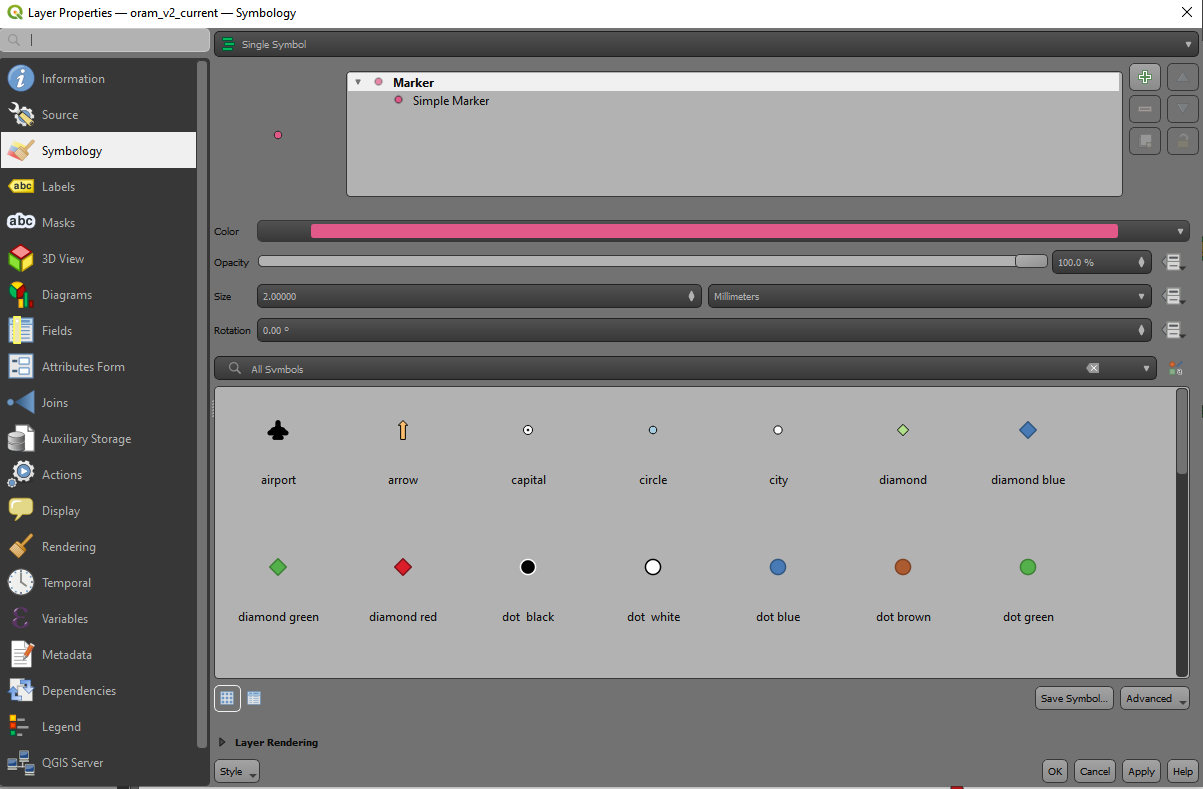 Layer Properties — oram_v2_current — Symbology
Single Symbol
Information
Source
Symbology
Labels
Masks
3D View
Diagrams
Fields
Attributes Form
Joins
Auxiliary Storage
Actions
Display
Rendering
Temporal
Variables
Metadata
Dependencies
Legend
QGIS Server
abc
abc
Marker
Simple Marker
Color
Opacity
100.0 %
Size
2.00000
Millimeters
Rotation
0.00 °
All Symbols
airport
arrow
capital
circle
city
diamond
diamond blue
diamond green
diamond red
dot  black
dot  white
dot blue
dot brown
dot green
Save Symbol...
Advanced
Layer Rendering
Style
OK
Cancel
Apply
Help